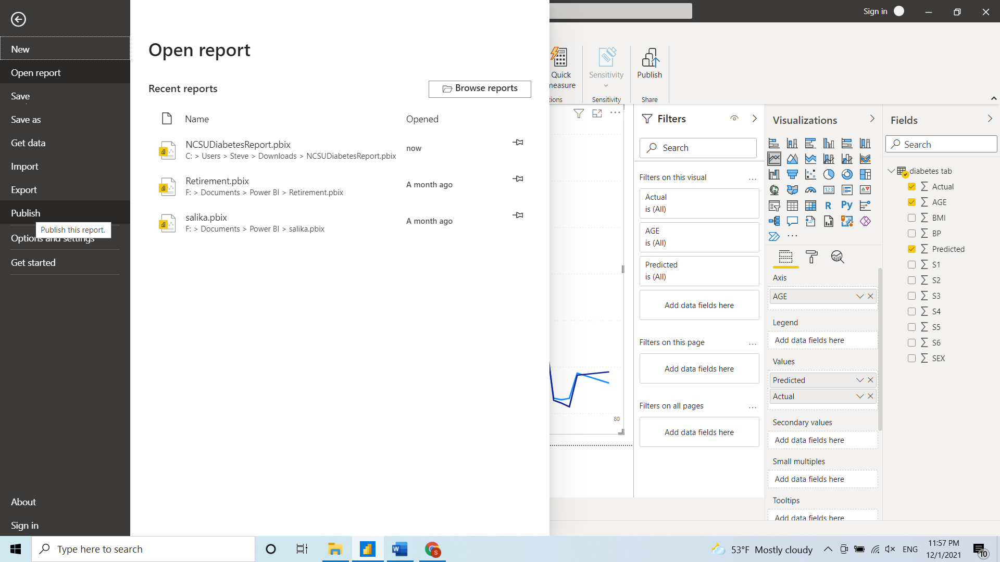 New
Open report
Save
Save as
Get data
Import
Export
Publish
Publish this report.
Options and settings
Get started
About
Sign in
Open report
Recent reports
Browse reports
Name
Opened
NCSUDiabetesReport.pbix
C: > Users > Steve > Downloads > NCSUDiabetesReport.pbix
now
Retirement.pbix
F: > Documents > Power BI > Retirement.pbix
A month ago
salika.pbix
F: > Documents > Power BI > salika.pbix
A month ago
Sign in
Quick
measure
Sensitivity
Publish
Sensitivity
Share
80
Filters
Search
Filters on this visual
...
Actual
is (All)
AGE
is (All)
Predicted
is (All)
Add data fields here
Filters on this page
...
Add data fields here
Filters on all pages
...
Add data fields here
Visualizations
123
R
Py
...
Axis
AGE
Legend
Add data fields here
Values
Predicted
Actual
Secondary values
Add data fields here
Small multiples
Add data fields here
Tooltips
Add data fields here
Fields
Search
diabetes tab
Actual
AGE
BMI
BP
Predicted
S1
S2
S3
S4
S5
S6
SEX
Type here to search
W
S
53°F Mostly cloudy
ENG
11:57 PM
12/1/2021
10